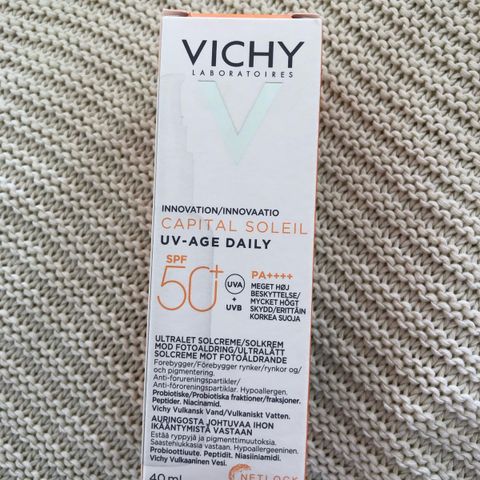 VICHY
LABORATOIRES
INNOVATION/INNOVAATIO
CAPITAL SOLEIL
UV-AGE DAILY
SPF
50+
UVA
+
UVB
PA++++
MEGET HØJ
BESKYTTELSE/
MYCKET HÖGT
SKYDD/ERITTÄIN
KORKEA SUOJA
ULTRALET SOLCREME/SOLKREM
MOD FOTOALDRING/ULTRALÄTT
SOLCREME MOT FOTOÅLDRANDE
Forebygger/Förebygger rynker/rynkor og/
och pigmentering.
Anti-forureningspartikler/
Anti-föroreningspartiklar. Hypoallergen.
Probiotiske/Probiotiska fraktioner/fraksjoner.
Peptider. Niacinamid.
Vichy Vulkansk Vand/Vulkaniskt Vatten.
AURINGOSTA JOHTUVAA IHON
IKÄÄNTYMISTÄ VASTAAN
Estää ryppyjä ja pigmenttimuutoksia.
Saastehiukkasia vastaan. Hypoallergeeninen.
Probioottiuute. Peptidit. Niasiiniamidi.
Vichy Vulkaaninen Vesi.
40 ml
NETLOCK